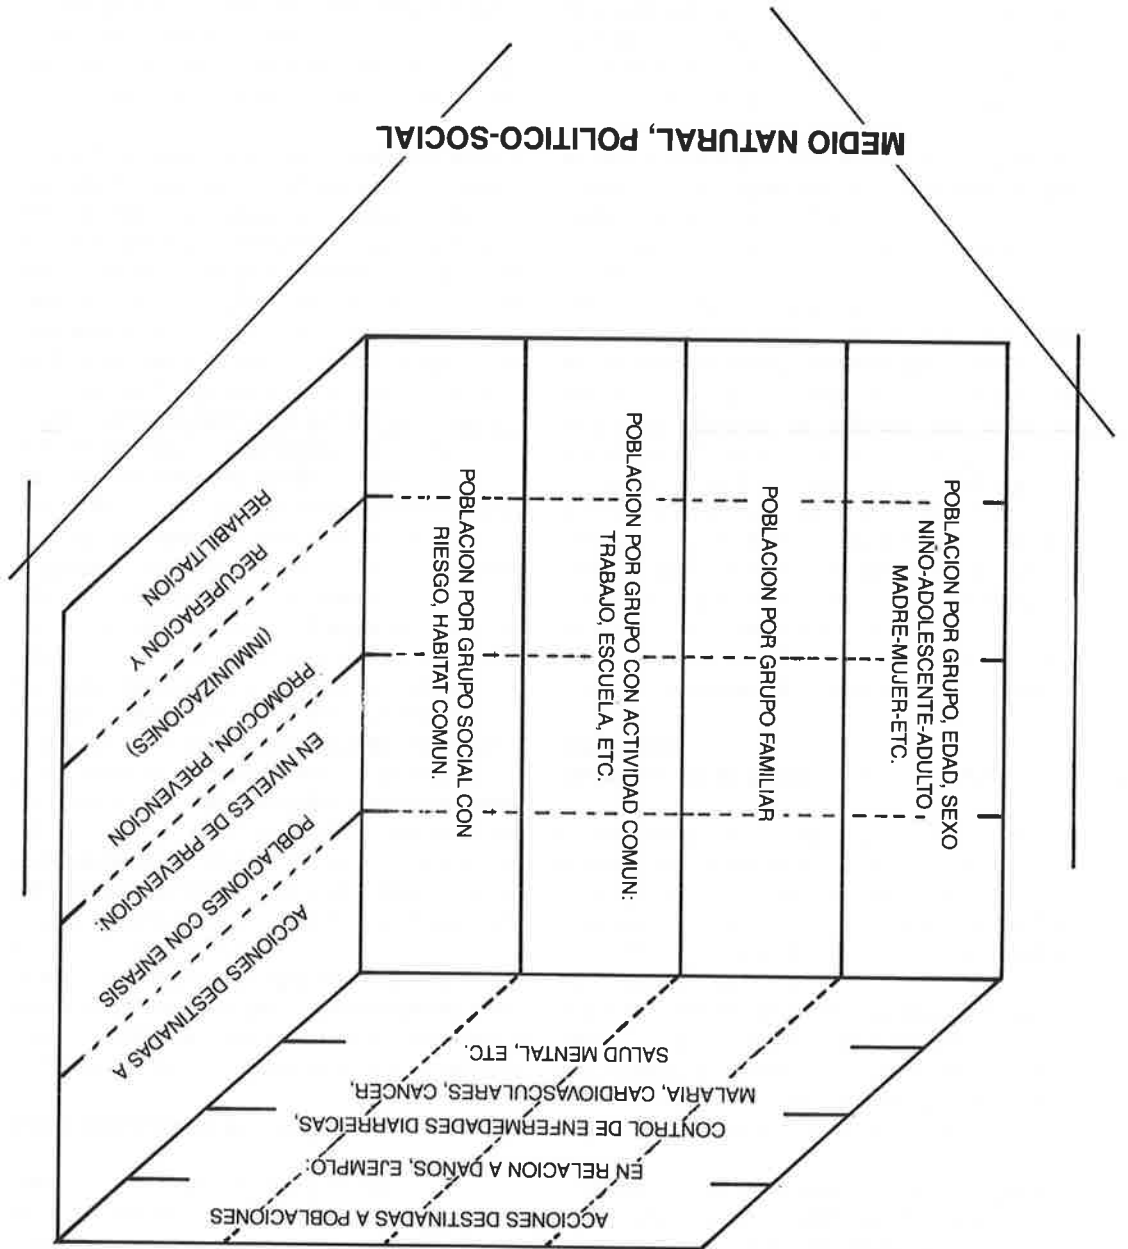 ACCIONES DESTINADAS A POBLACIONES
EN RELACION A DAÑOS, EJEMPLO:
CONTROL DE ENFERMEDADES DIARREICAS,
MALARIA, CARDIOVASCULARES, CANCER,
SALUD MENTAL, ETC.
POBLACION POR GRUPO, EDAD, SEXO
NIÑO-ADOLESCENTE-ADULTO
MADRE-MUJER-ETC.
POBLACION POR GRUPO FAMILIAR
POBLACION POR GRUPO CON ACTIVIDAD COMUN:
TRABAJO, ESCUELA, ETC.
POBLACION POR GRUPO SOCIAL CON
RIESGO, HABITAT COMUN.
ACCIONES DESTINADAS A
POBLACIONES CON ENFASIS
EN NIVELES DE PREVENCION:
PROMOCION, PREVENCION
(INMUNIZACIONES)
RECUPERACION Y
REHABILITACION
MEDIO NATURAL, POLITICO-SOCIAL